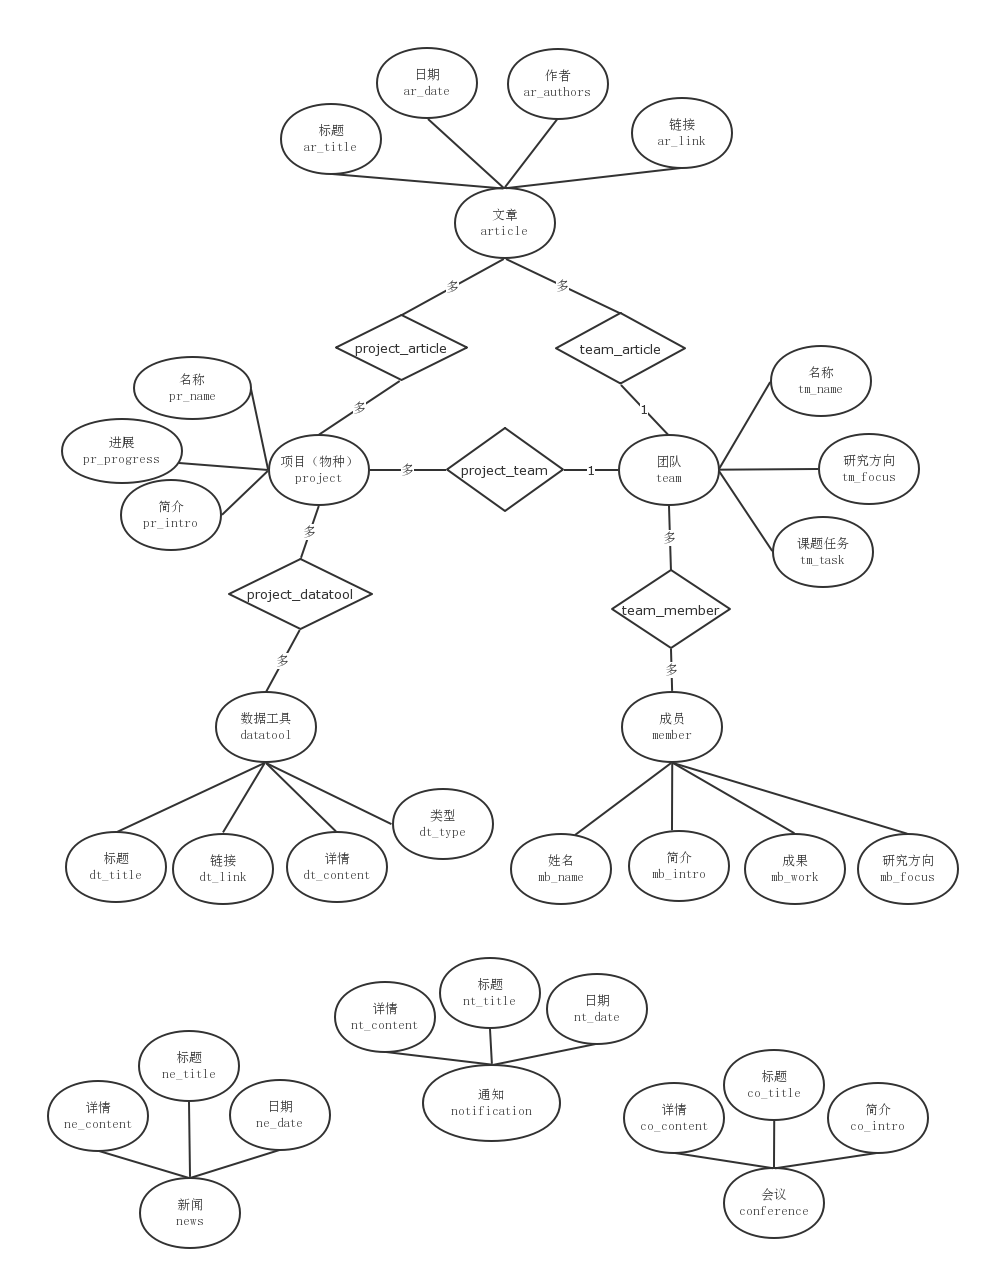 日期
ar_date
作者
ar_authors
标题
ar_title
链接
ar_link
文章
article
多
多
project_article
team_article
名称
pr_name
名称
tm_name
多
1
进展
pr_progress
项目（物种）
project
多
project_team
1
团队
team
研究方向
tm_focus
简介
pr_intro
课题任务
tm_task
多
多
project_datatool
team_member
多
多
数据工具
datatool
成员
member
类型
dt_type
标题
dt_title
链接
dt_link
详情
dt_content
姓名
mb_name
简介
mb_intro
成果
mb_work
研究方向
mb_focus
详情
nt_content
标题
nt_title
日期
nt_date
通知
notification
标题
ne_title
详情
ne_content
日期
ne_date
新闻
news
标题
co_title
详情
co_content
简介
co_intro
会议
conference